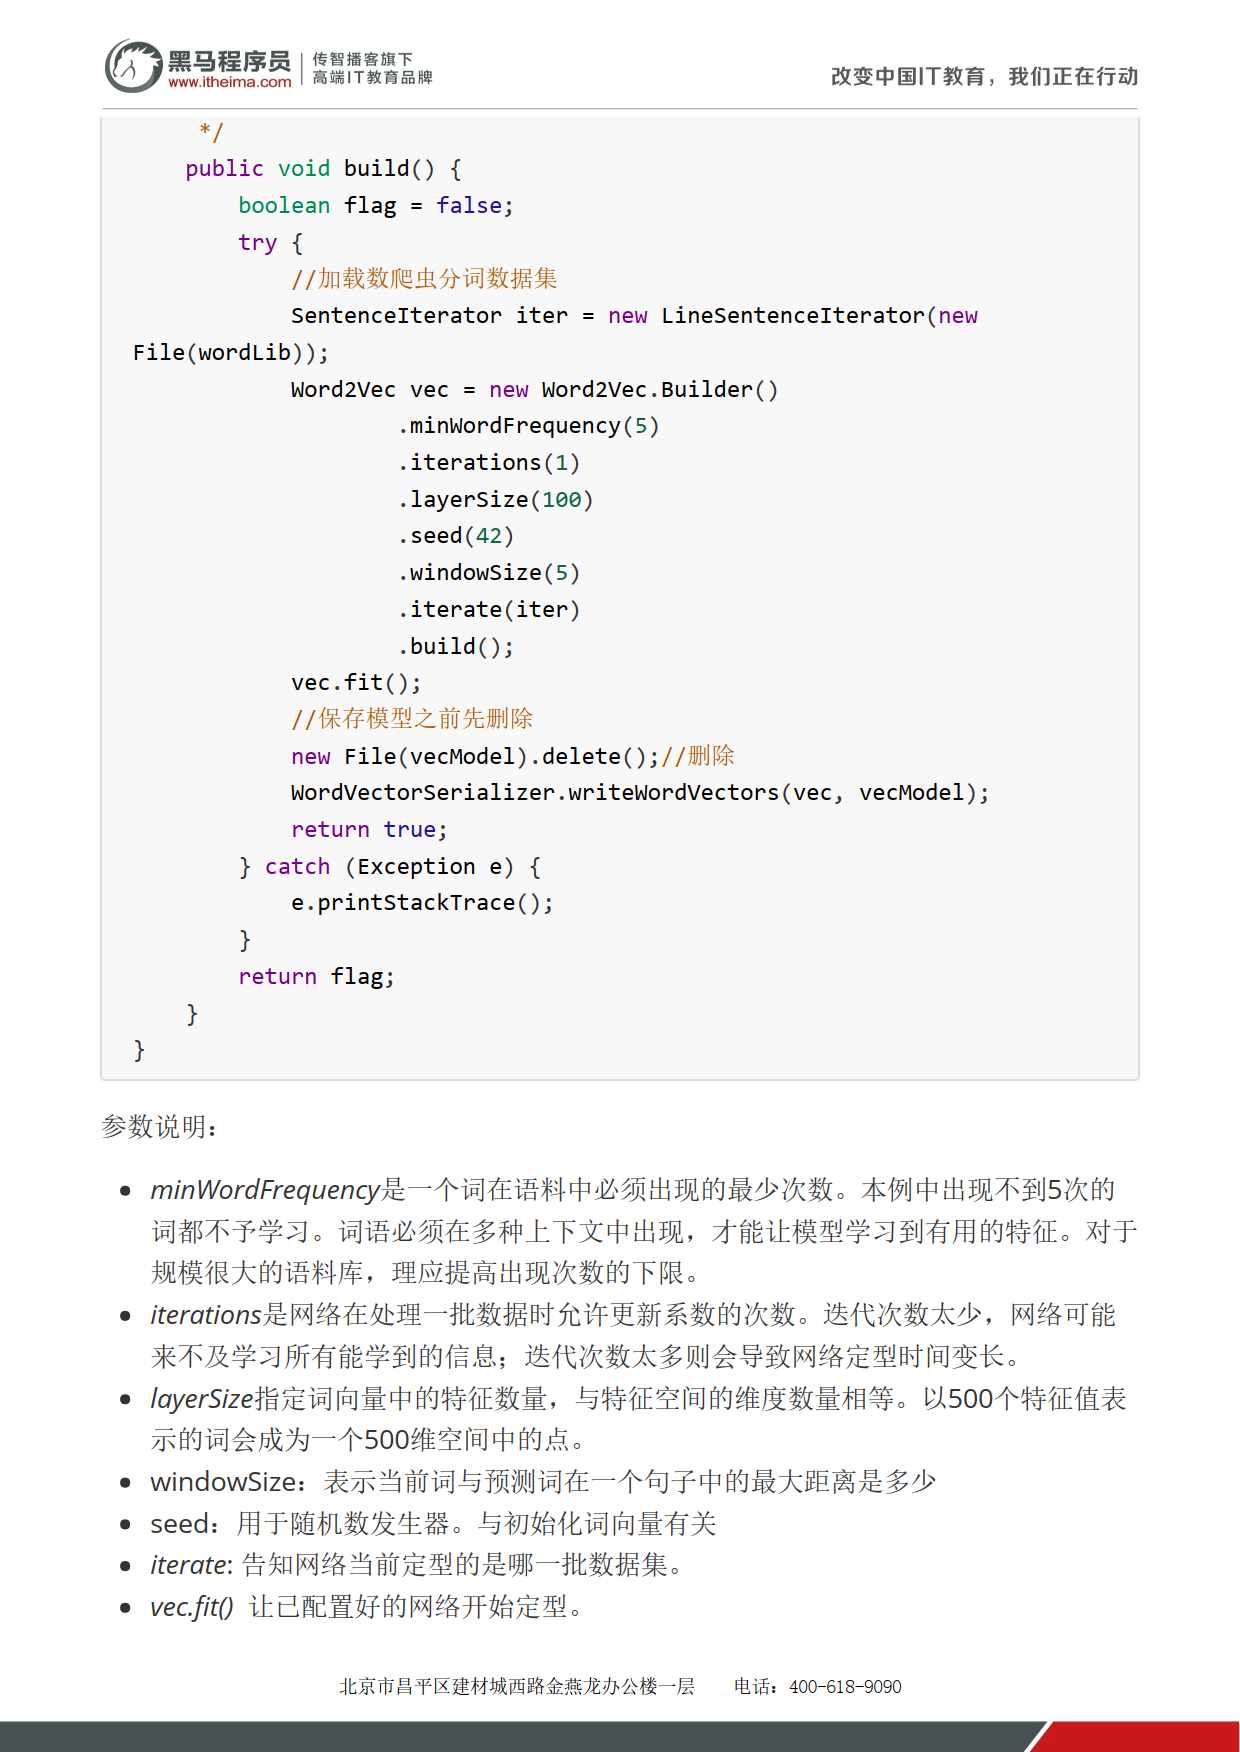 黑马程序员
www.itheima.com
传智播客旗下
高端IT教育品牌
改变中国IT教育，我们正在行动
*/
public void build() {
boolean flag = false;
try {
//加载数爬虫分词数据集
SentenceIterator iter = new LineSentenceIterator(new
File(wordLib));
Word2Vec vec = new Word2Vec.Builder()
.minWordFrequency(5)
.iterations(1)
.layerSize(100)
.seed(42)
.windowSize(5)
.iterate(iter)
.build();
vec.fit();
//保存模型之前先删除
new File(vecModel).delete();//删除
WordVectorSerializer.writeWordVectors(vec, vecModel);
return true;
} catch (Exception e) {
e.printStackTrace();
}
return flag;
}
}
参数说明：
• minWordFrequency是一个词在语料中必须出现的最少次数。本例中出现不到5次的
词都不予学习。词语必须在多种上下文中出现，才能让模型学习到有用的特征。对于
规模很大的语料库，理应提高出现次数的下限。
• iterations是网络在处理一批数据时允许更新系数的次数。迭代次数太少，网络可能
来不及学习所有能学到的信息；迭代次数太多则会导致网络定型时间变长。
• layerSize指定词向量中的特征数量，与特征空间的维度数量相等。以500个特征值表
示的词会成为一个500维空间中的点。
• windowSize：表示当前词与预测词在一个句子中的最大距离是多少
• seed：用于随机数发生器。与初始化词向量有关
• iterate: 告知网络当前定型的是哪一批数据集。
• vec.fit() 让已配置好的网络开始定型。
北京市昌平区建材城西路金燕龙办公楼一层 电话：400-618-9090